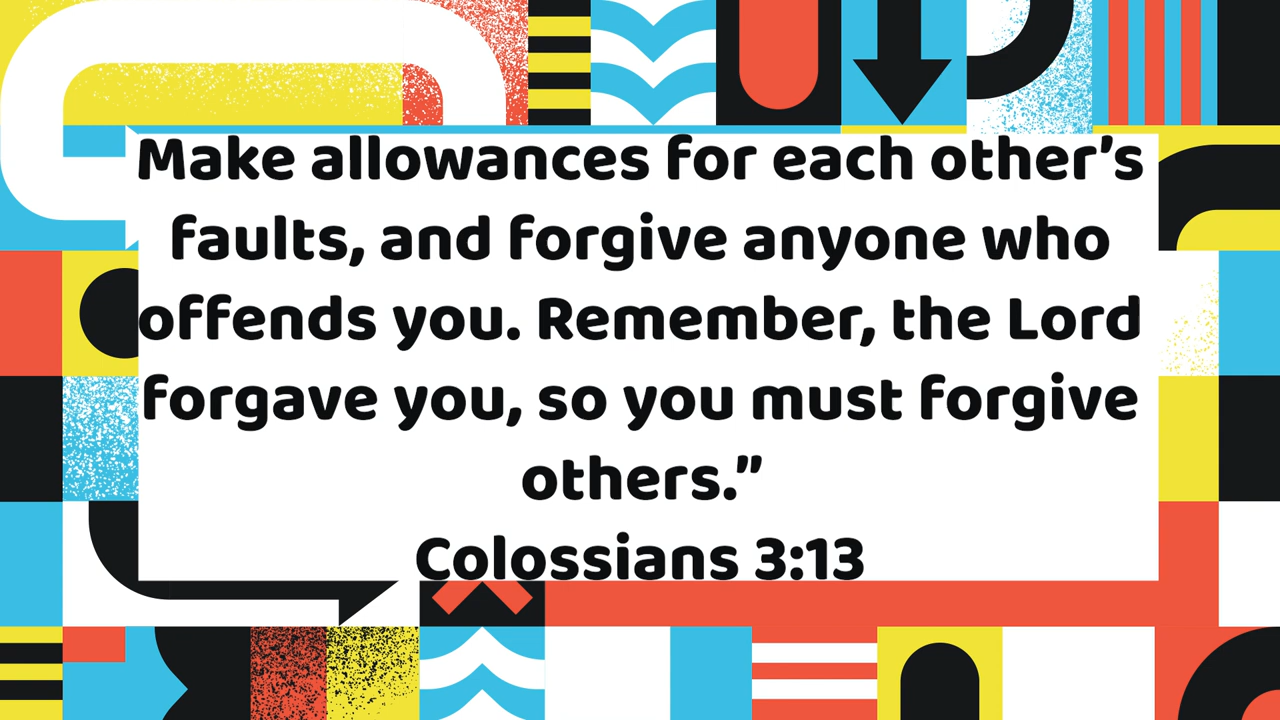 Make allowances for each other’s
faults, and forgive anyone who
offends you. Remember, the Lord
forgave you, so you must forgive
others.”
Colossians 3:13